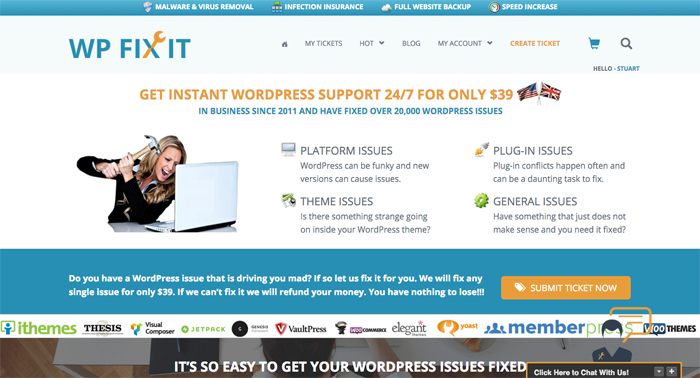 MALWARE & VIRUS REMOVAL INFECTION INSURANCE FULL WEBSITE BACKUP SPEED INCREASE
WP FIX IT
MY TICKETS HOT BLOG MY ACCOUNT CREATE TICKET
HELLO - STUART
GET INSTANT WORDPRESS SUPPORT 24/7 FOR ONLY $39
IN BUSINESS SINCE 2011 AND HAVE FIXED OVER 20,000 WORDPRESS ISSUES
PLATFORM ISSUES
WordPress can be funky and new
versions can cause issues.
PLUG-IN ISSUES
Plug-in conflicts happen often and
can be a daunting task to fix.
THEME ISSUES
Is there something strange going
on inside your WordPress theme?
GENERAL ISSUES
Have something that just does not
make sense and you need it fixed?
Do you have a WordPress issue that is driving you mad? If so let us fix it for you. We will fix any
single issue for only $39. If we can't fix it we will refund your money. You have nothing to lose!!!
SUBMIT TICKET NOW
ithemes THESIS Visual Composer JETPACK GENESIS VaultPress WOOCOMMERCE elegant themes yoast memberpress WOOTHEMES
IT'S SO EASY TO GET YOUR WORDPRESS ISSUES FIXED
Click Here to Chat With Us!